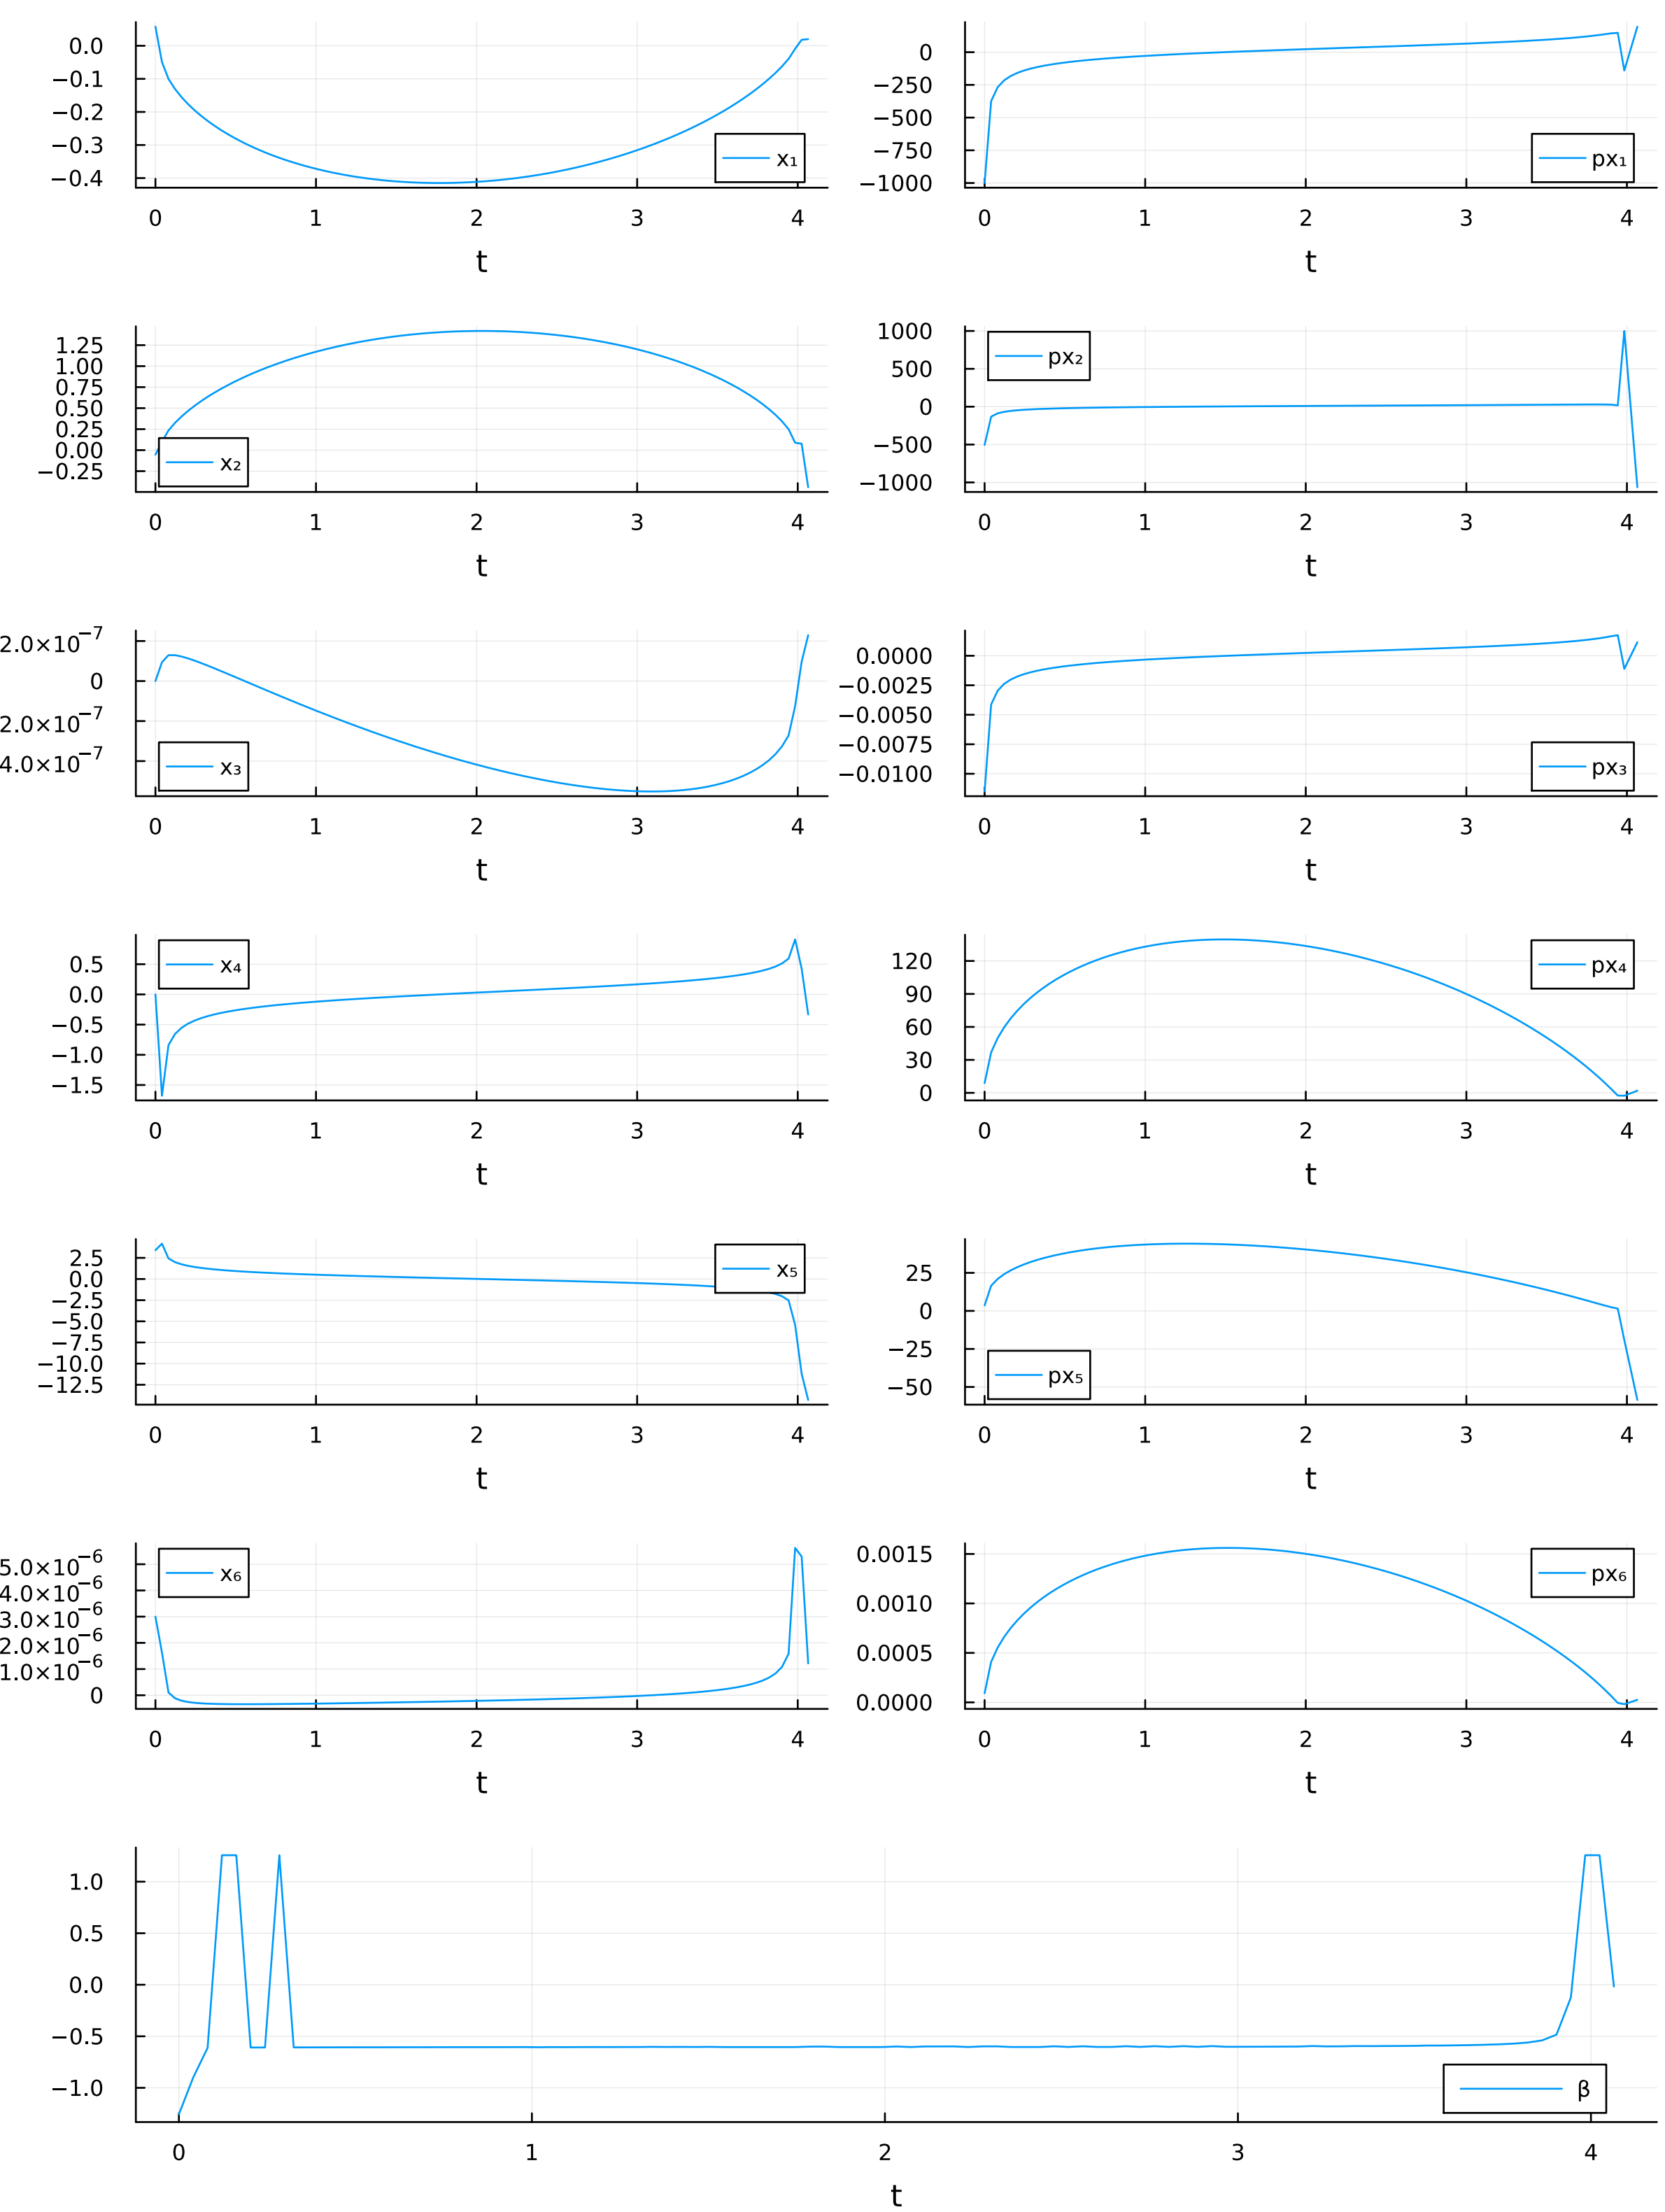 0.0
−0.1
−0.2
−0.3
−0.4
x₁
0 1 2 3 4
t
0
−250
−500
−750
−1000
px₁
0 1 2 3 4
t
1.25
1.00
0.75
0.50
0.25
0.00
−0.25
x₂
0 1 2 3 4
t
1000
500
0
−500
−1000
px₂
0 1 2 3 4
t
2.0×10⁻⁷
0
2.0×10⁻⁷
4.0×10⁻⁷
x₃
0 1 2 3 4
t
0.0000
−0.0025
−0.0050
−0.0075
−0.0100
px₃
0 1 2 3 4
t
0.5
0.0
−0.5
−1.0
−1.5
x₄
0 1 2 3 4
t
120
90
60
30
0
px₄
0 1 2 3 4
t
2.5
0.0
−2.5
−5.0
−7.5
−10.0
−12.5
x₅
0 1 2 3 4
t
25
0
−25
−50
px₅
0 1 2 3 4
t
5.0×10⁻⁶
4.0×10⁻⁶
3.0×10⁻⁶
2.0×10⁻⁶
1.0×10⁻⁶
0
x₆
0 1 2 3 4
t
0.0015
0.0010
0.0005
0.0000
px₆
0 1 2 3 4
t
1.0
0.5
0.0
−0.5
−1.0
β
0 1 2 3 4
t